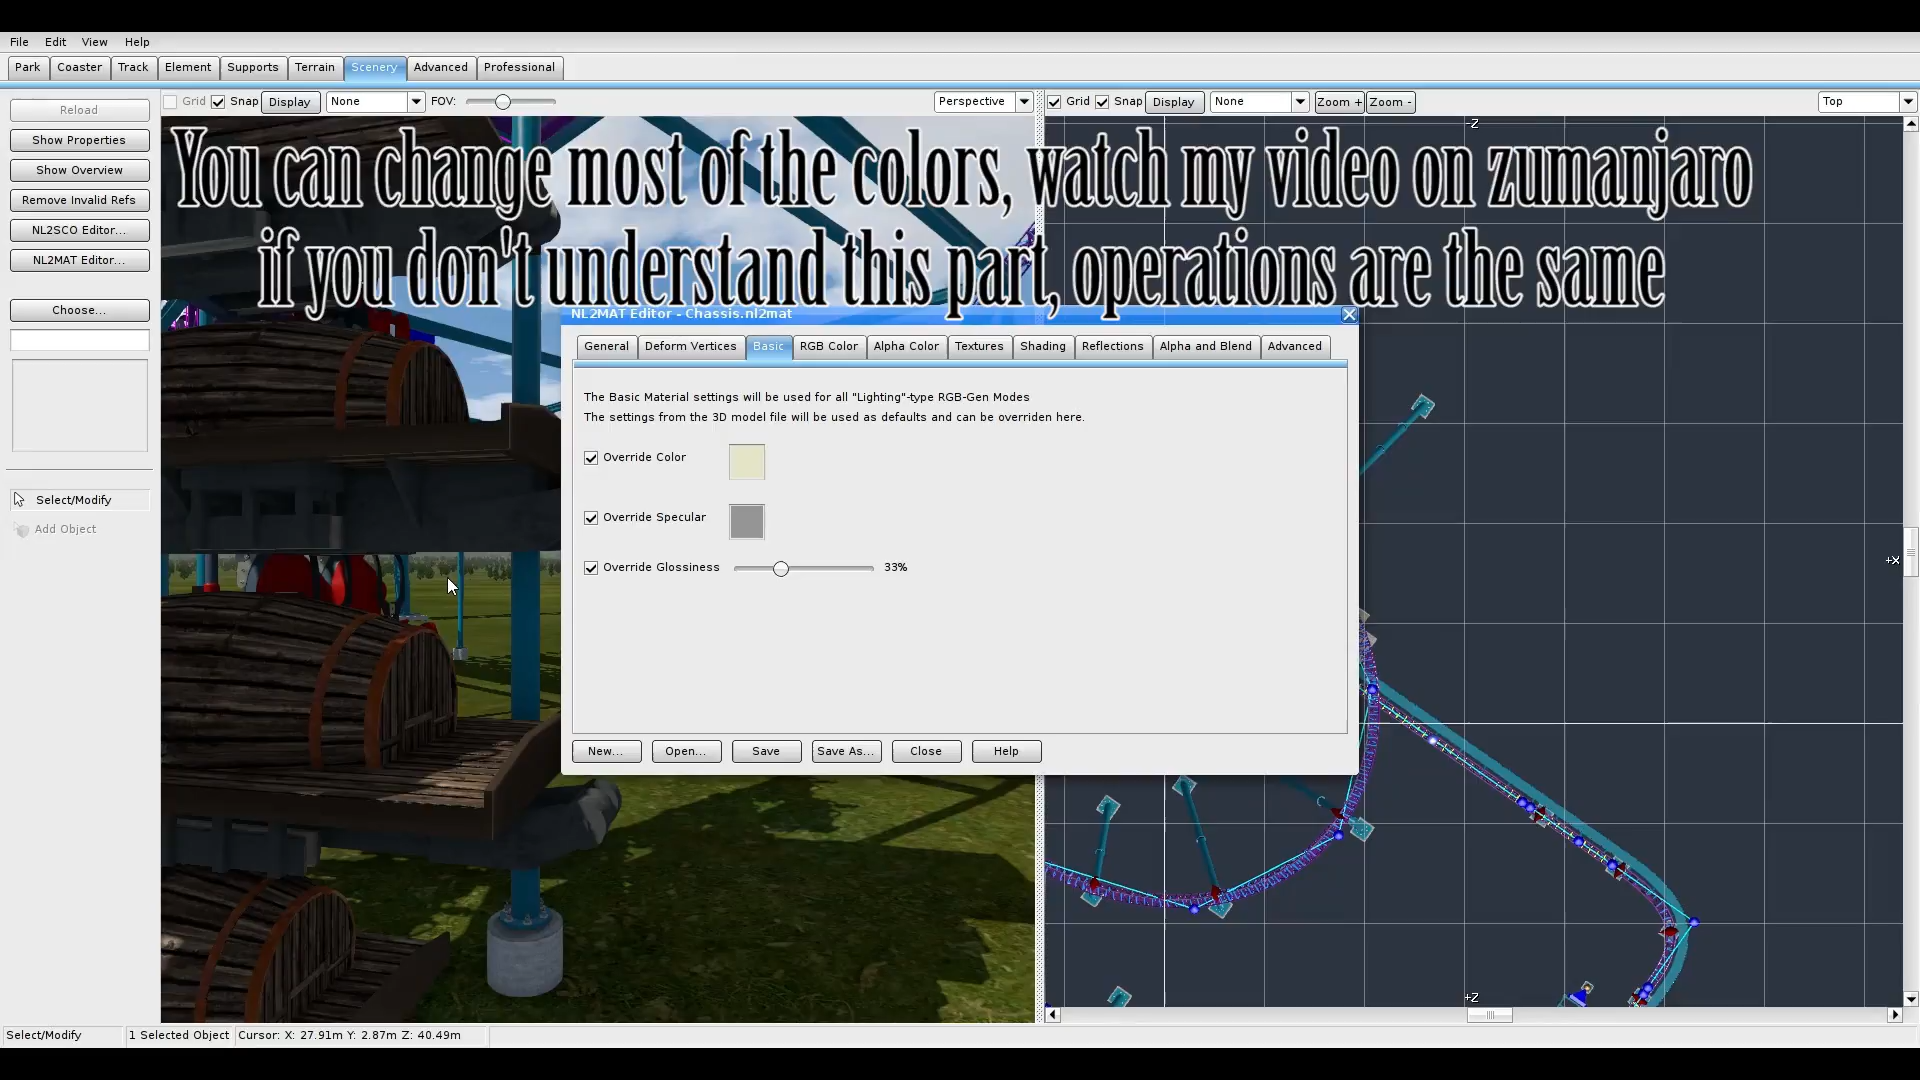 File Edit View Help
Park Coaster Track Element Supports Terrain Scenery Advanced Professional
Reload
Show Properties
Show Overview
Remove Invalid Refs
NL2SCO Editor...
NL2MAT Editor...
Choose...
Select/Modify
Add Object
Grid Snap Display None FOV: Perspective
Grid Snap Display None Zoom + Zoom - Top
-Z
You can change most of the colors, watch my video on zumanjaro
if you don't understand this part, operations are the same
NL2MAT Editor - Chassis.nl2mat
General Deform Vertices Basic RGB Color Alpha Color Textures Shading Reflections Alpha and Blend Advanced
The Basic Material settings will be used for all "Lighting"-type RGB-Gen Modes
The settings from the 3D model file will be used as defaults and can be overriden here.
Override Color
Override Specular
Override Glossiness 33%
New... Open... Save Save As... Close Help
+X
+Z
Select/Modify 1 Selected Object Cursor: X: 27.91m Y: 2.87m Z: 40.49m